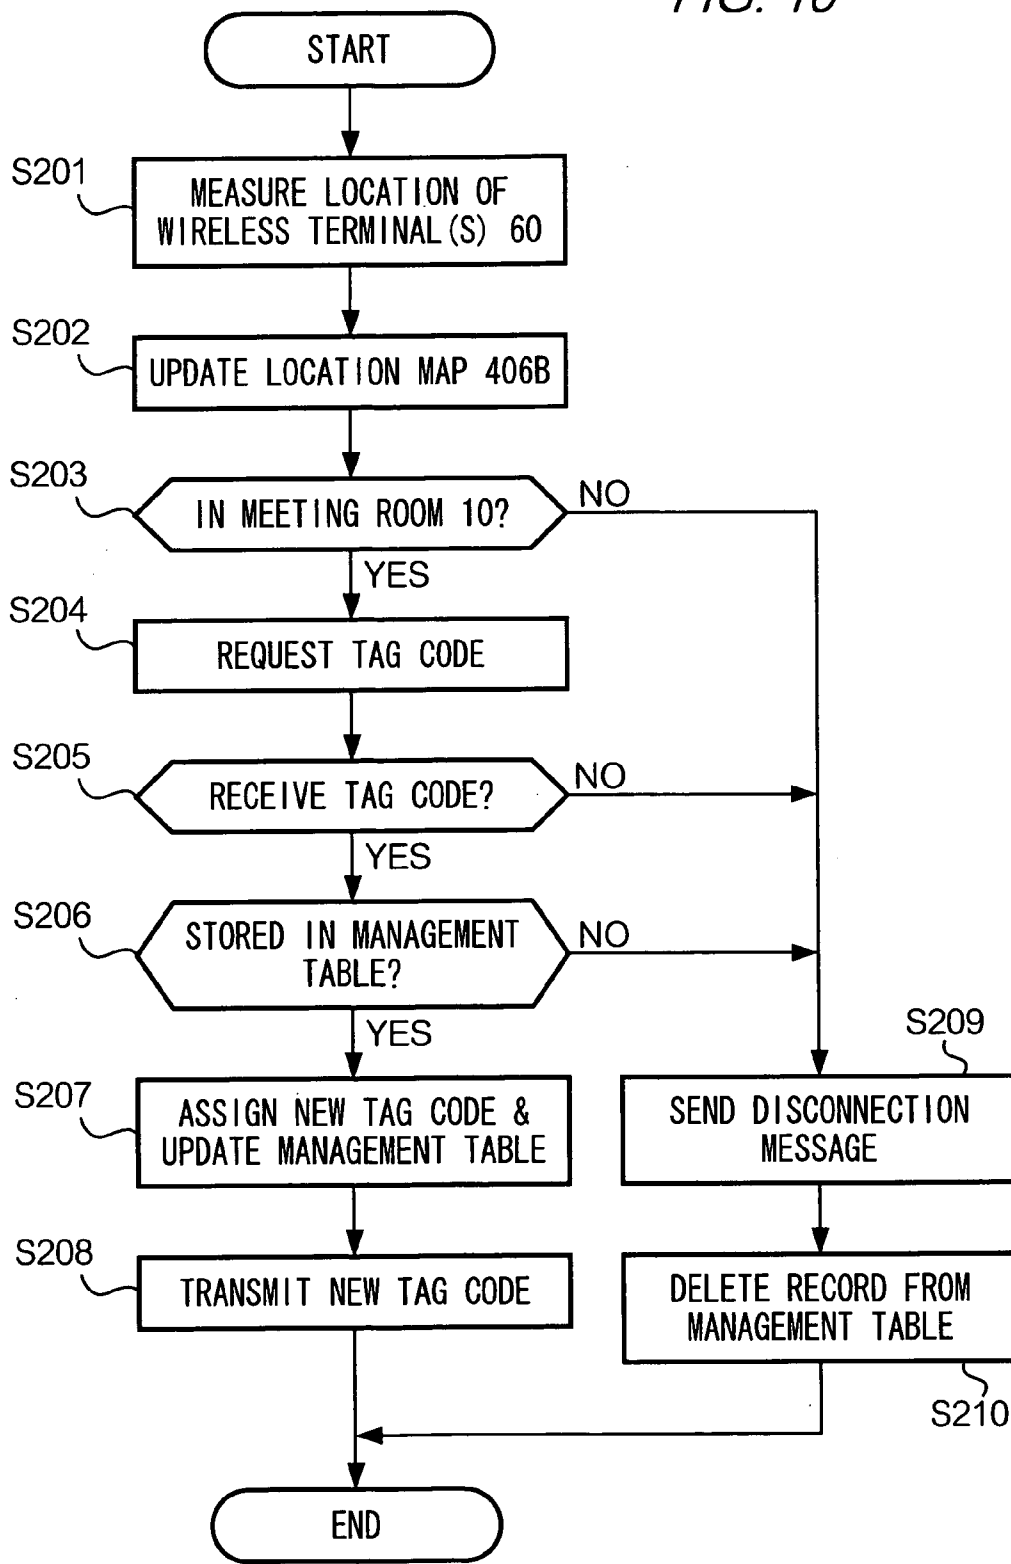 START
S201
MEASURE LOCATION OF
WIRELESS TERMINAL(S) 60
S202
UPDATE LOCATION MAP 406B
S203
IN MEETING ROOM 10?
NO
YES
S204
REQUEST TAG CODE
S205
RECEIVE TAG CODE?
NO
YES
S206
STORED IN MANAGEMENT
TABLE?
NO
YES
S207
ASSIGN NEW TAG CODE &
UPDATE MANAGEMENT TABLE
S209
SEND DISCONNECTION
MESSAGE
S208
TRANSMIT NEW TAG CODE
DELETE RECORD FROM
MANAGEMENT TABLE
S210
END